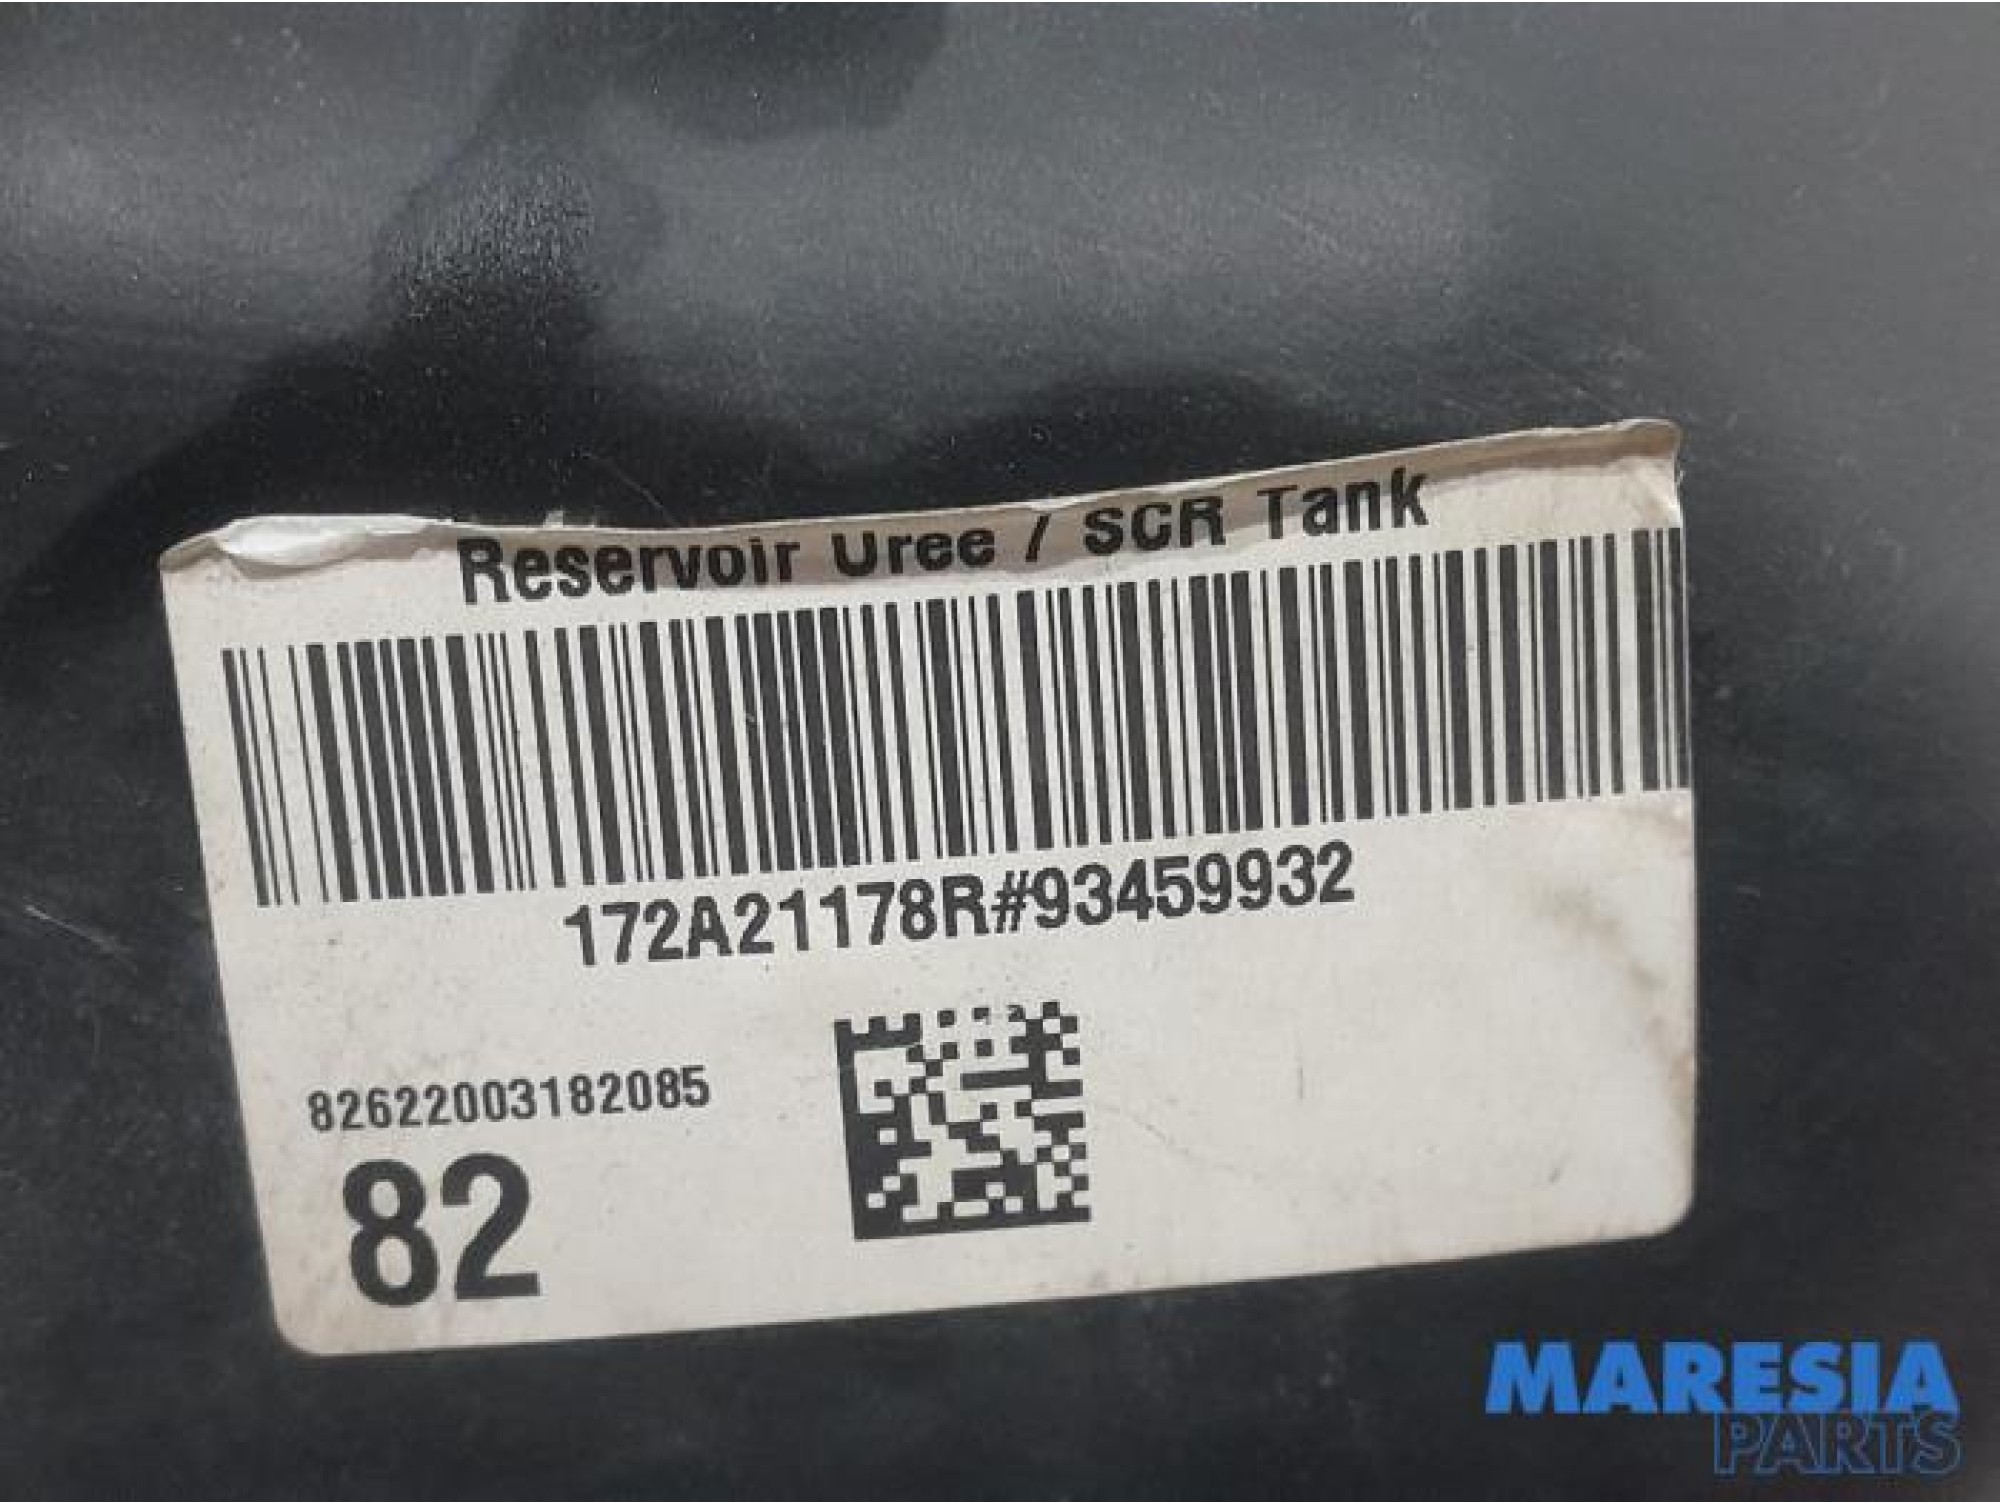 Reservoir Uree / SCR Tank
172A21178R#93459932
82622003182085
82
MARESIA
PARTS